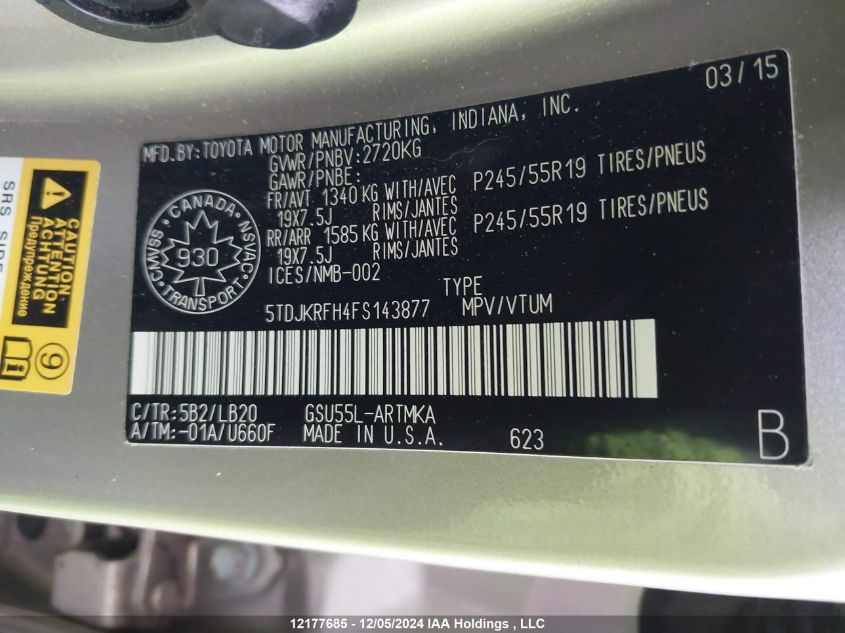 03/15
MFD.BY:TOYOTA MOTOR MANUFACTURING, INDIANA, INC.
GVWR/PNBV:2720KG
GAWR/PNBE:
FR/AVT 1340 KG WITH/AVEC P245/55R19 TIRES/PNEUS
19X7.5J RIMS/JANTES
RR/ARR 1585 KG WITH/AVEC P245/55R19 TIRES/PNEUS
19X7.5J RIMS/JANTES
ICES/NMB-002
TYPE
5TDJKRFH4FS143877 MPV/VTUM
CANADA
CMVSS 930 NSVAC
TRANSPORT
C/TR:5B2/LB20 GSU55L-ARTMKA
A/TM:-01A/U660F MADE IN U.S.A. 623
B
SRS SIDE
CAUTION
ATTENTION
ACHTUNG
Предупреждение
9
i
12177685 - 12/05/2024 IAA Holdings , LLC